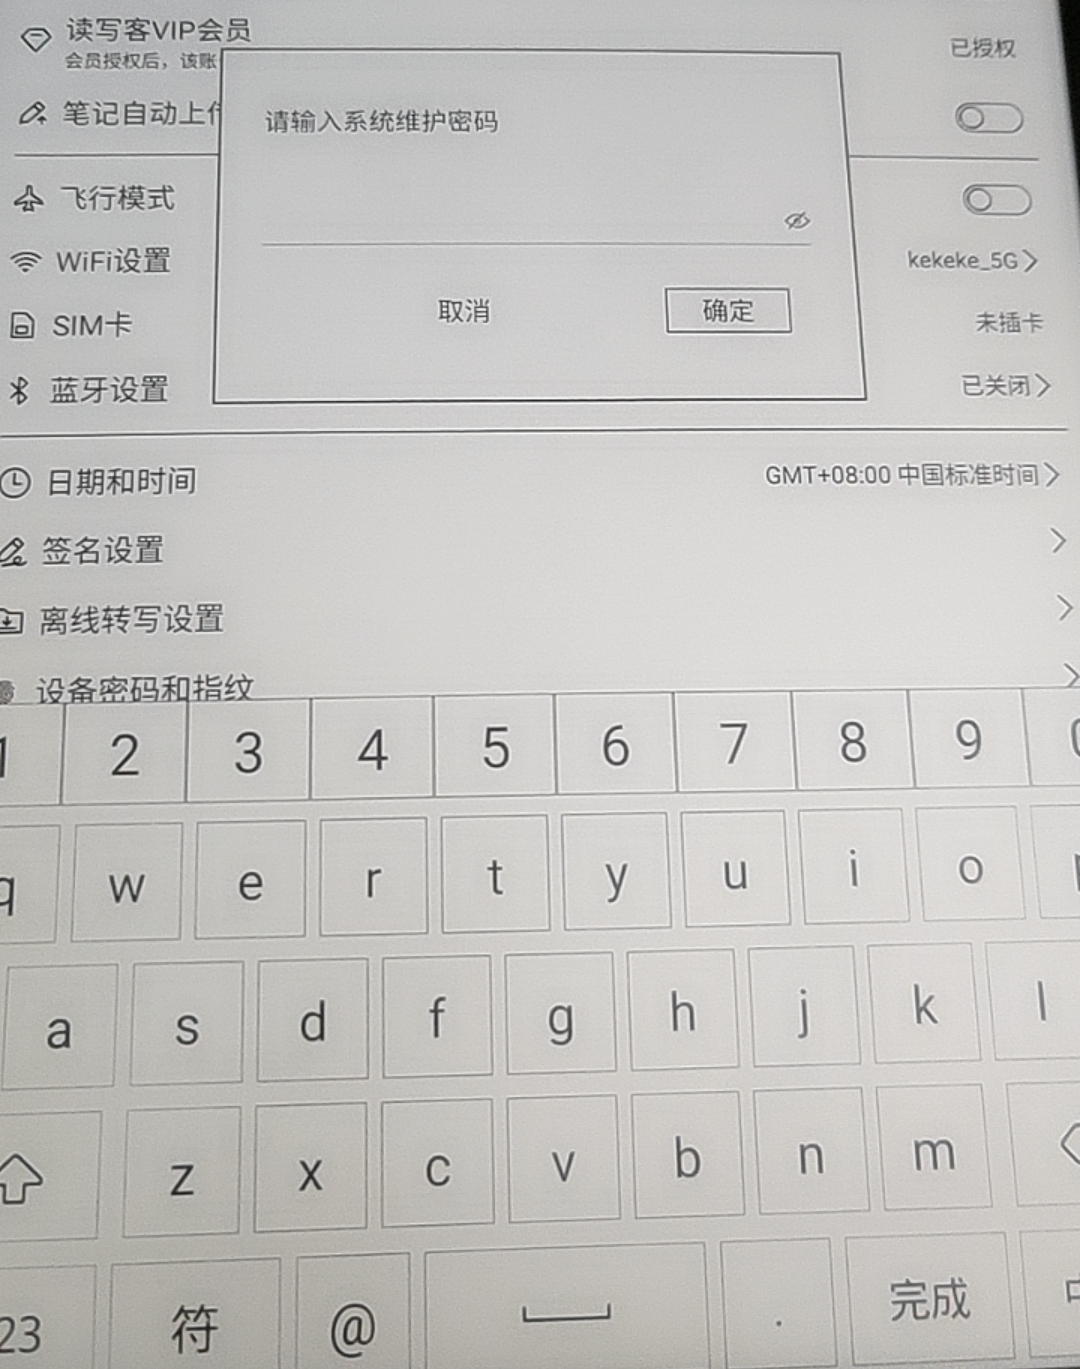 读写客VIP会员
已授权
会员授权后，该账
笔记自动上传
请输入系统维护密码
飞行模式
WiFi设置
kekeke_5G
取消
确定
SIM卡
未插卡
蓝牙设置
已关闭
日期和时间
GMT+08:00 中国标准时间
签名设置
离线转写设置
设备密码和指纹
1 2 3 4 5 6 7 8 9 0
q w e r t y u i o p
a s d f g h j k l
z x c v b n m
23 符 @ . 完成 中